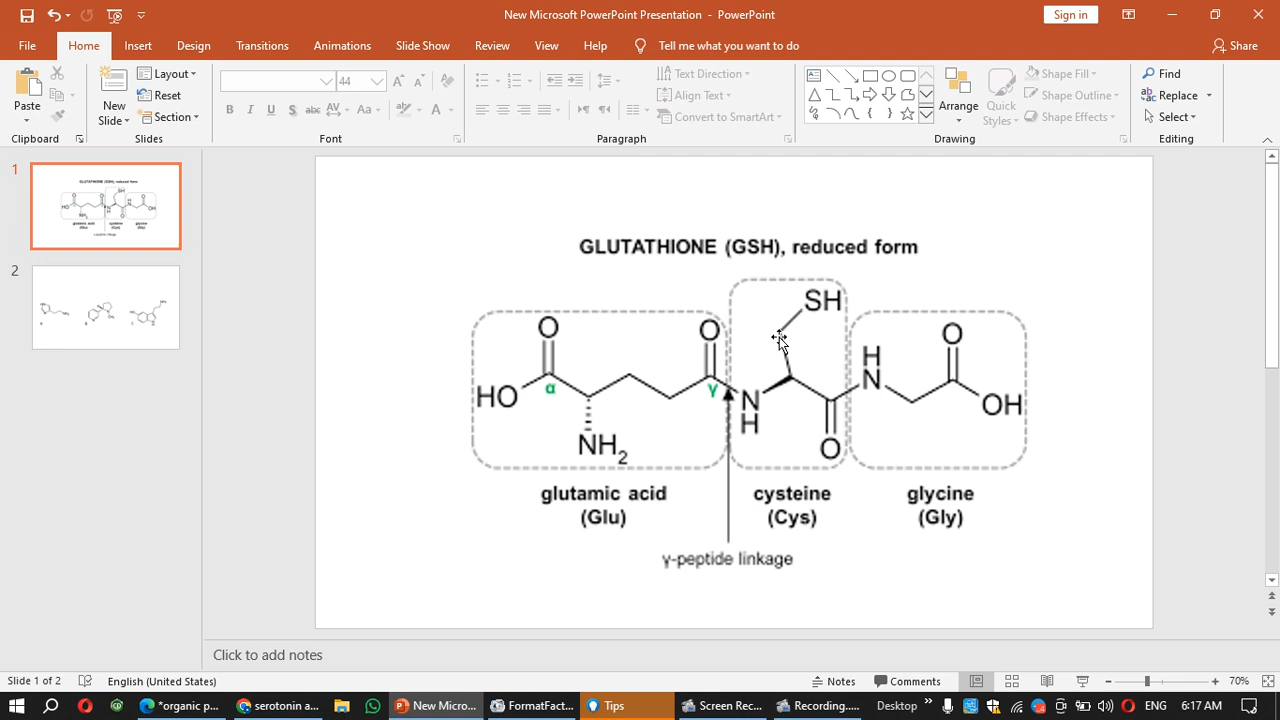 New Microsoft PowerPoint Presentation - PowerPoint
Sign in
File Home Insert Design Transitions Animations Slide Show Review View Help Tell me what you want to do Share
Paste
New Slide
Layout
Reset
Section
44
B I U S abc AV Aa A
Text Direction
Align Text
Convert to SmartArt
Arrange
Quick Styles
Shape Fill
Shape Outline
Shape Effects
Find
Replace
Select
Clipboard Slides Font Paragraph Drawing Editing
1
2
GLUTATHIONE (GSH), reduced form
SH
O O H O
HO α γ N N OH
NH2 H O
glutamic acid cysteine glycine
(Glu) (Cys) (Gly)
γ-peptide linkage
Click to add notes
Slide 1 of 2 English (United States) Notes Comments 70%
*organic p... serotonin a... New Micro... FormatFact... Tips Screen Rec... Recording.... Desktop ENG 6:17 AM